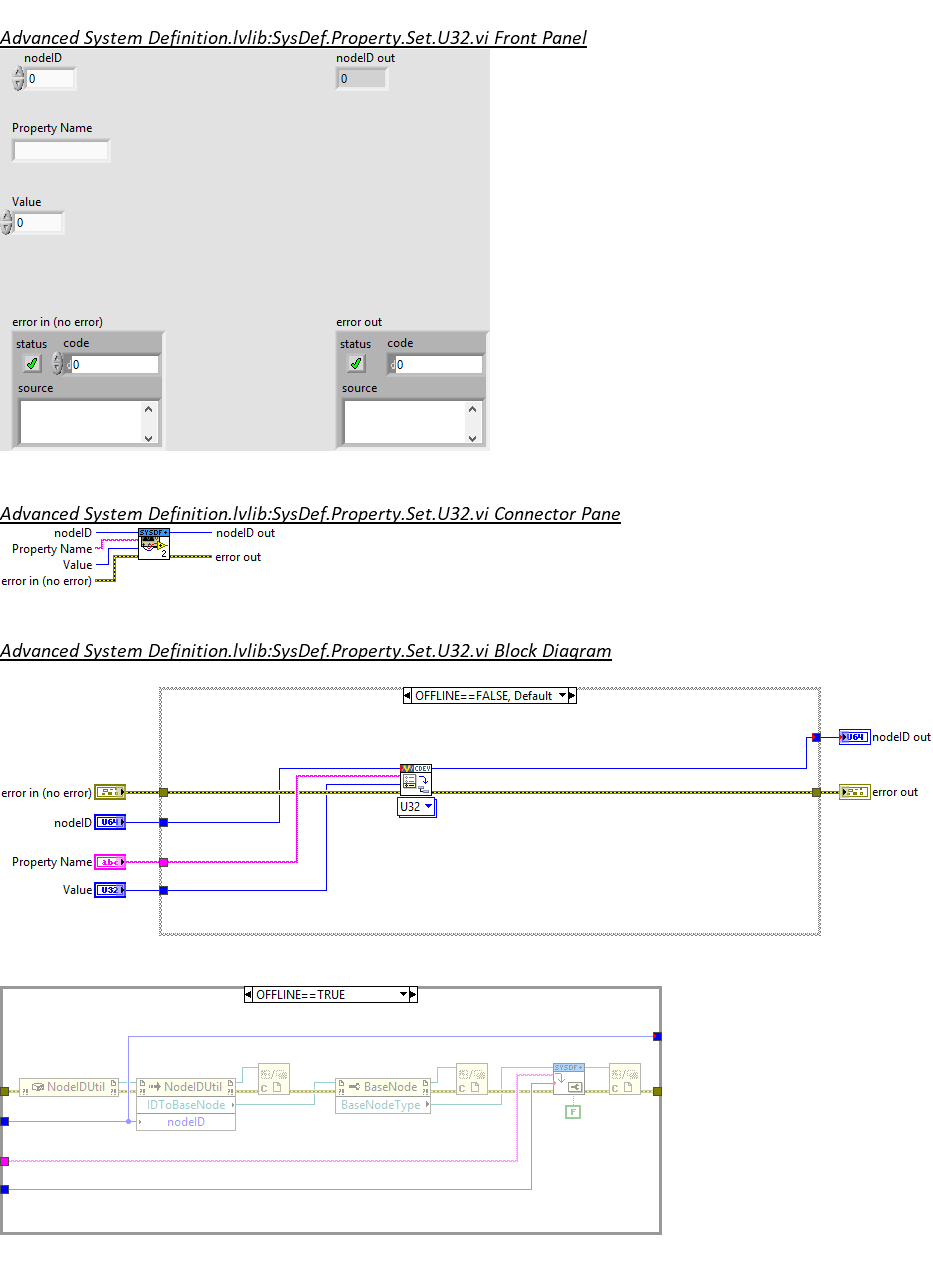 Advanced System Definition.lvlib:SysDef.Property.Set.U32.vi Front Panel
nodeID
nodeID out
0
0
Property Name
Value
0
error in (no error)
error out
status code
status code
0
0
source
source
Advanced System Definition.lvlib:SysDef.Property.Set.U32.vi Connector Pane
nodeID
SYSDF+
nodeID out
Property Name
2
error out
Value
error in (no error)
Advanced System Definition.lvlib:SysDef.Property.Set.U32.vi Block Diagram
OFFLINE==FALSE, Default
U64
nodeID out
CDEV
error in (no error)
error out
U32
nodeID
U64
Property Name
abc
Value
U32
OFFLINE==TRUE
SYSDF+
NodeIDUtil
NodeIDUtil
C
BaseNode
C
C
IDToBaseNode
BaseNodeType
F
nodeID